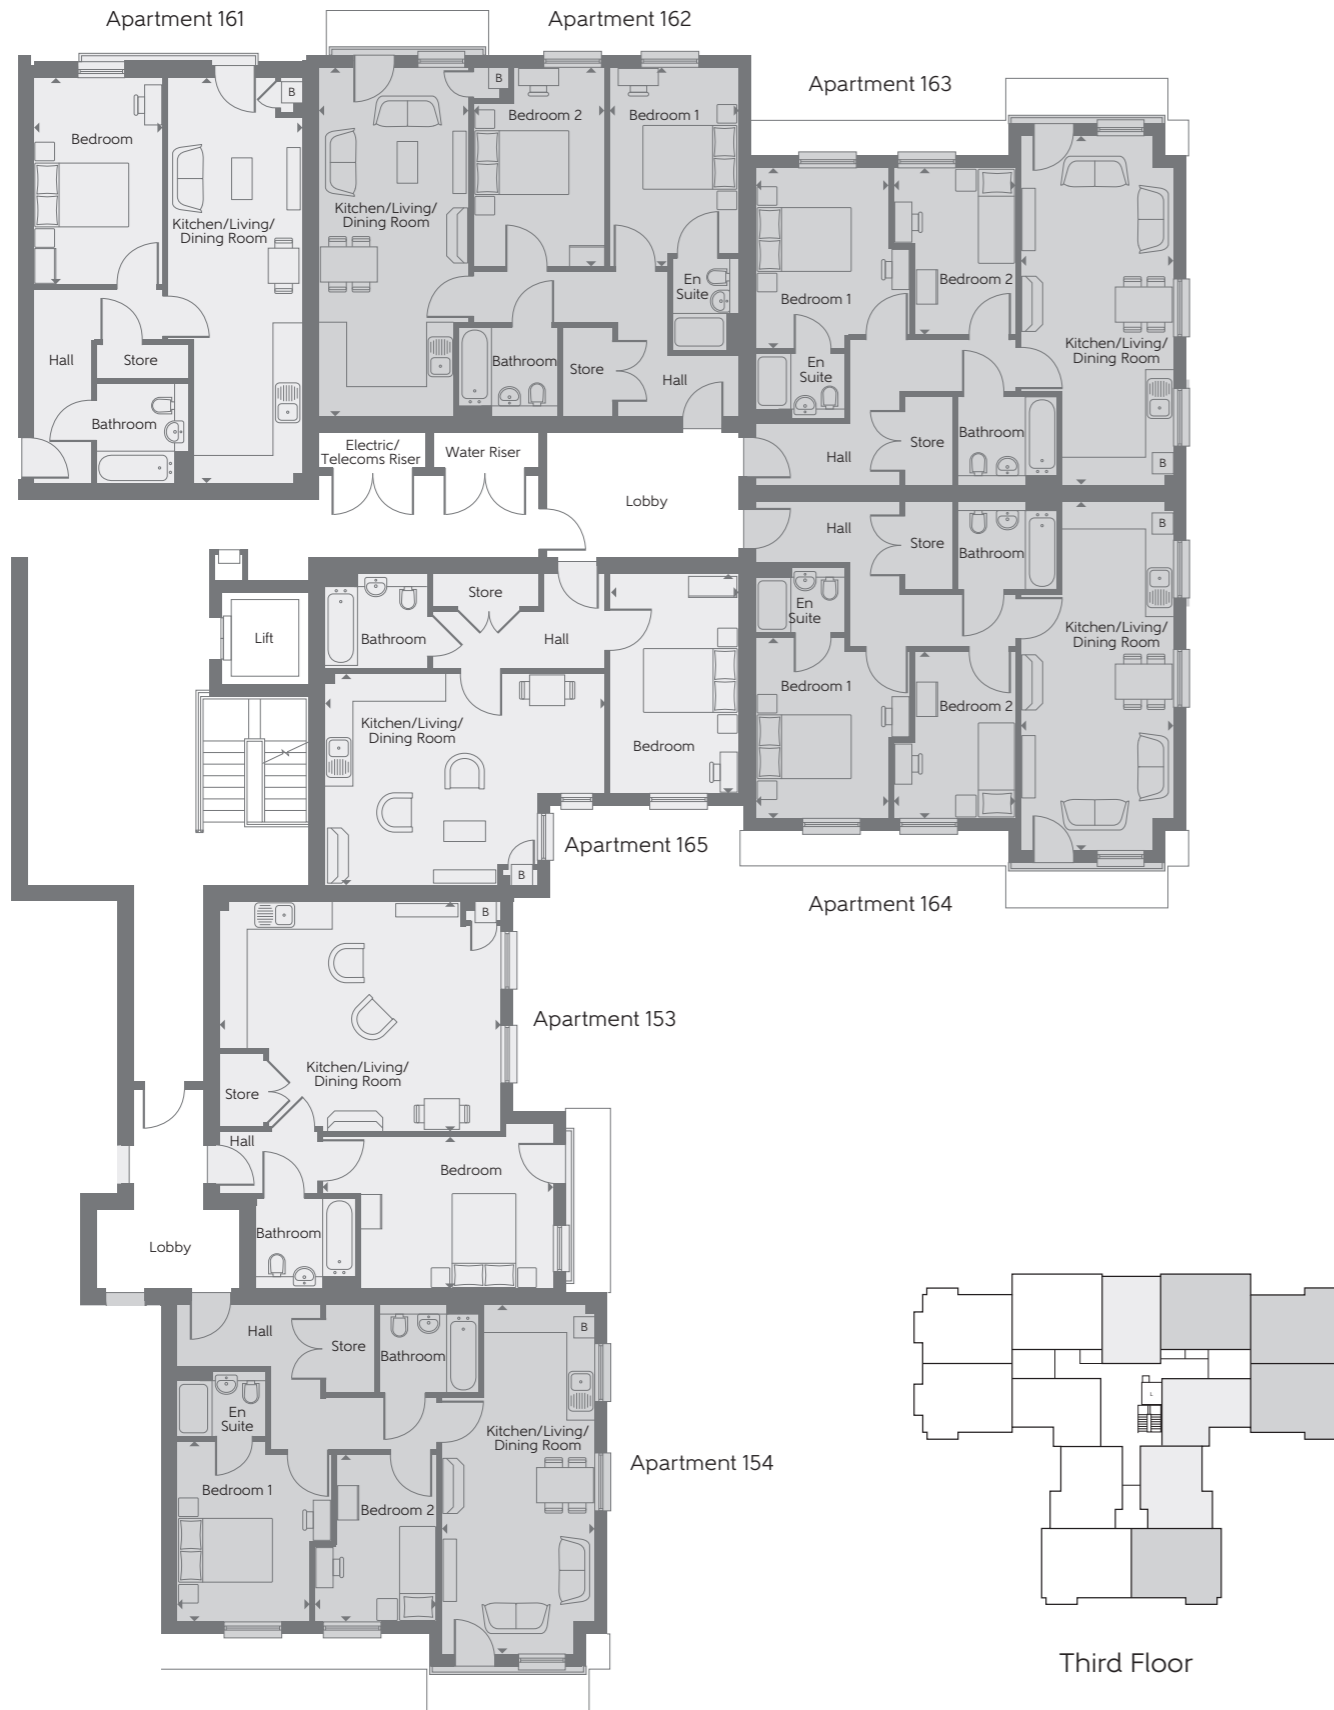 Apartment 161
Apartment 162
Apartment 163
Bedroom
B
Kitchen/Living/
Dining Room
Hall
Store
Bathroom
Kitchen/Living/
Dining Room
B
Bedroom 2
Bedroom 1
En
Suite
Bathroom
Store
Hall
Bedroom 1
Bedroom 2
Kitchen/Living/
Dining Room
En
Suite
Hall
Store
Bathroom
B
Electric/
Telecoms Riser
Water Riser
Lobby
Hall
Store
Bathroom
B
En
Suite
Kitchen/Living/
Dining Room
Bedroom 1
Bedroom 2
Apartment 164
Lift
Bathroom
Store
Hall
Kitchen/Living/
Dining Room
Bedroom
B
Apartment 165
B
Kitchen/Living/
Dining Room
Store
Hall
Bedroom
Bathroom
Apartment 153
Lobby
Hall
Store
Bathroom
B
En
Suite
Kitchen/Living/
Dining Room
Bedroom 1
Bedroom 2
Apartment 154
L
Third Floor